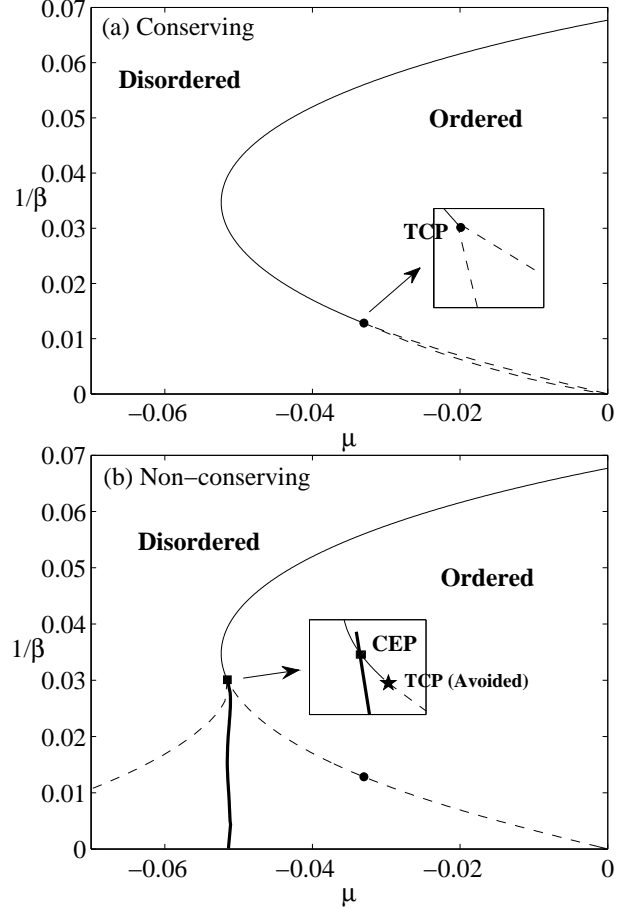 (a) Conserving
Disordered
Ordered
TCP
1/β
0.07
0.06
0.05
0.04
0.03
0.02
0.01
0
−0.06
−0.04
−0.02
0
μ
(b) Non−conserving
Disordered
Ordered
CEP
TCP (Avoided)
1/β
0.07
0.06
0.05
0.04
0.03
0.02
0.01
0
−0.06
−0.04
−0.02
0
μ